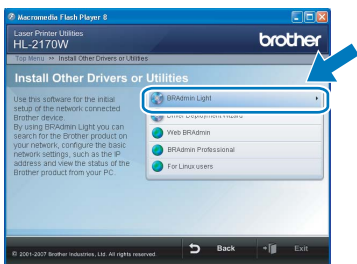 Macromedia Flash Player 8
Laser Printer Utilities
HL-2170W
brother
Top Menu >> Install Other Drivers or Utilities
Install Other Drivers or Utilities
Use this software for the initial
setup of the network connected
Brother device.
By using BRAdmin Light you can
search for the Brother product on
your network, configure the basic
network settings, such as the IP
address and view the status of the
Brother product from your PC.
BRAdmin Light
Driver Deployment Wizard
Web BRAdmin
BRAdmin Professional
For Linux users
© 2001-2007 Brother Industries, Ltd. All rights reserved.
Back
Exit